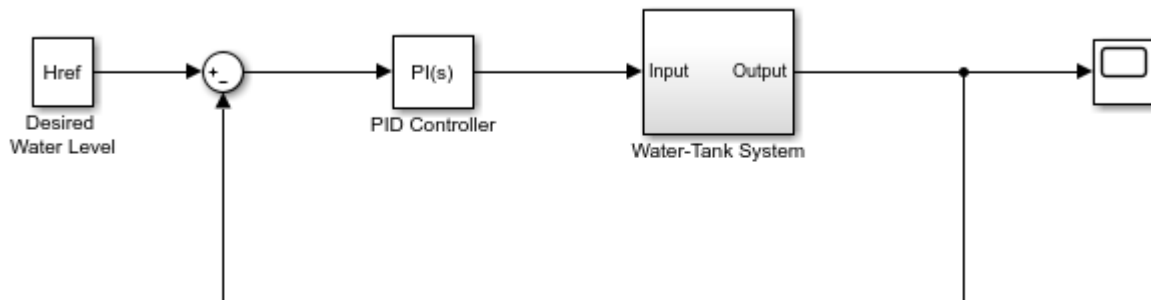 Href
+
-
PI(s)
Input
Output
Desired
Water Level
PID Controller
Water-Tank System